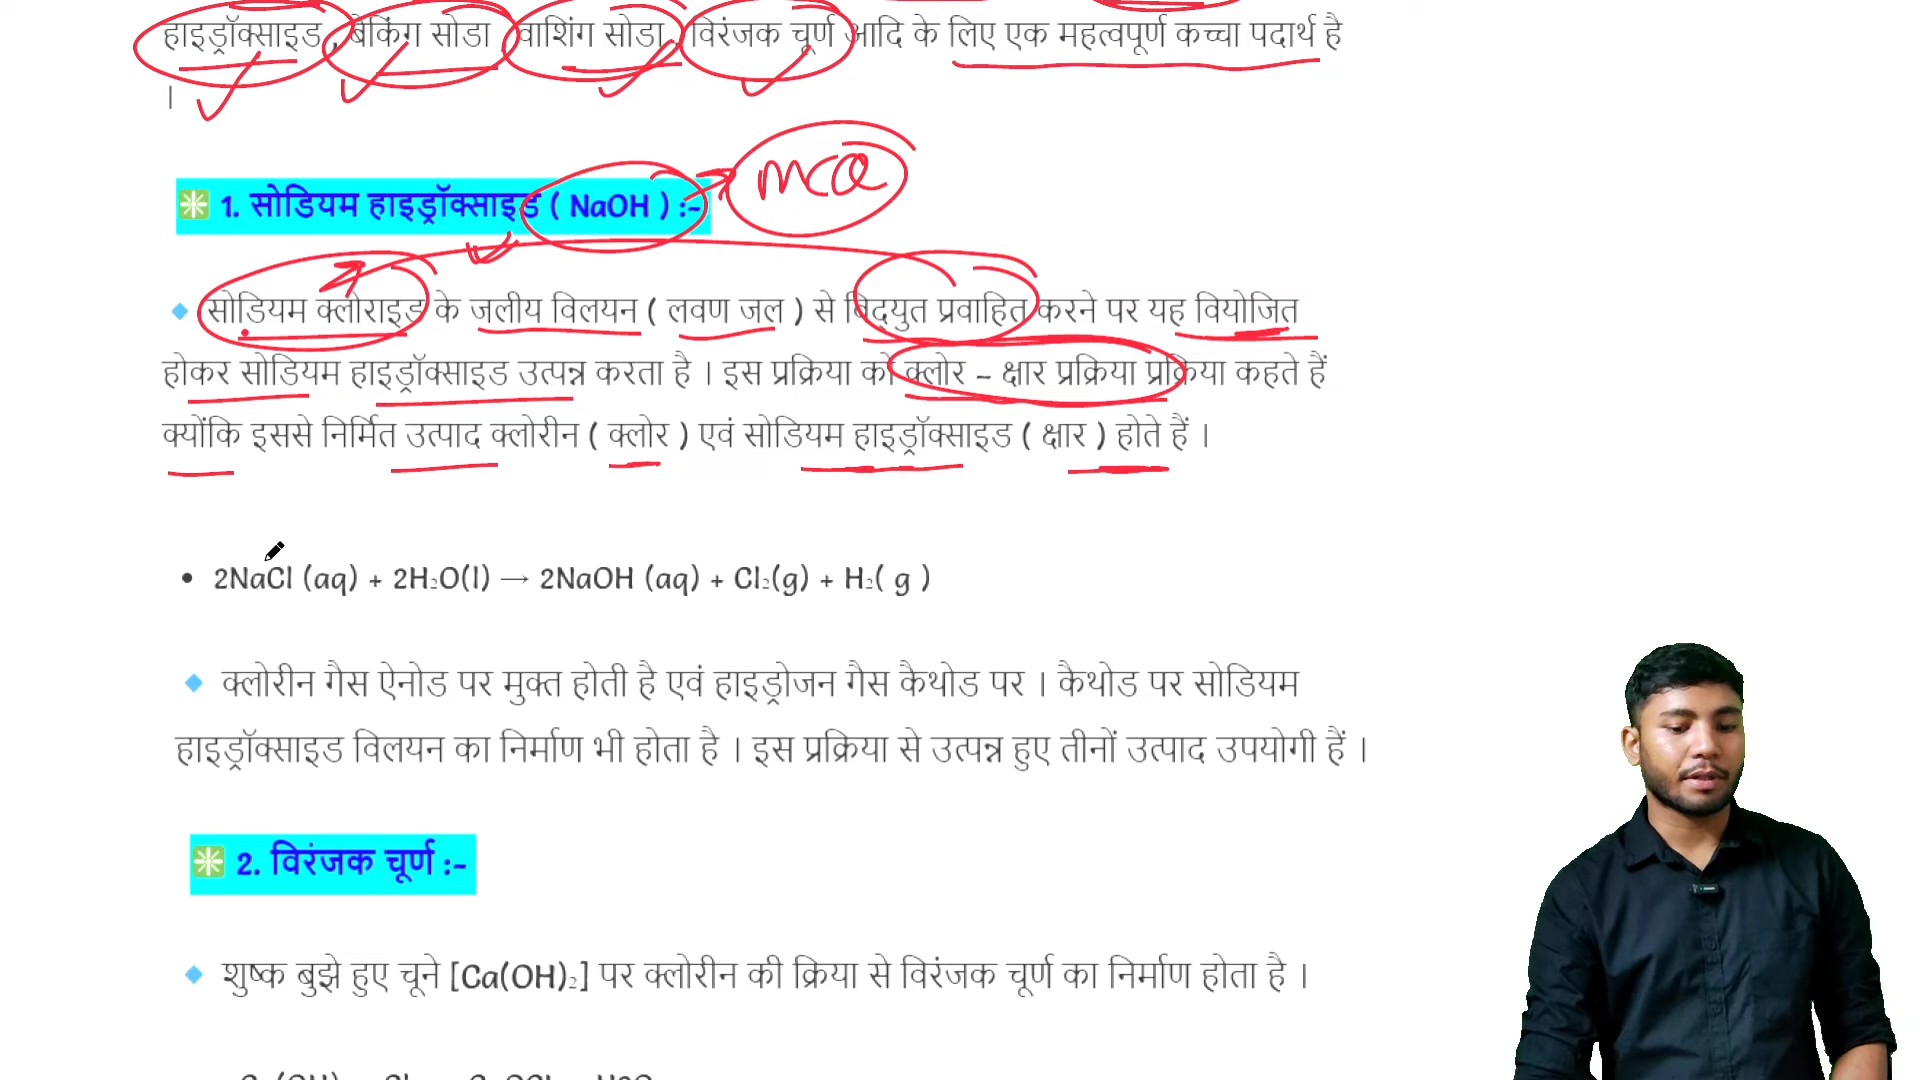 हाइड्रॉक्साइड , बेकिंग सोडा वाशिंग सोडा, विरंजक चूर्ण आदि के लिए एक महत्वपूर्ण कच्चा पदार्थ है
।
MCQ
1. सोडियम हाइड्रॉक्साइड ( NaOH ) :-
सोडियम क्लोराइड के जलीय विलयन ( लवण जल ) से विद्युत प्रवाहित करने पर यह वियोजित
होकर सोडियम हाइड्रॉक्साइड उत्पन्न करता है । इस प्रक्रिया को क्लोर – क्षार प्रक्रिया प्रक्रिया कहते हैं
क्योंकि इससे निर्मित उत्पाद क्लोरीन ( क्लोर ) एवं सोडियम हाइड्रॉक्साइड ( क्षार ) होते हैं ।
• 2NaCl (aq) + 2H₂O(l) → 2NaOH (aq) + Cl₂(g) + H₂( g )
क्लोरीन गैस ऐनोड पर मुक्त होती है एवं हाइड्रोजन गैस कैथोड पर । कैथोड पर सोडियम
हाइड्रॉक्साइड विलयन का निर्माण भी होता है । इस प्रक्रिया से उत्पन्न हुए तीनों उत्पाद उपयोगी हैं ।
2. विरंजक चूर्ण :-
शुष्क बुझे हुए चूने [Ca(OH)₂] पर क्लोरीन की क्रिया से विरंजक चूर्ण का निर्माण होता है ।